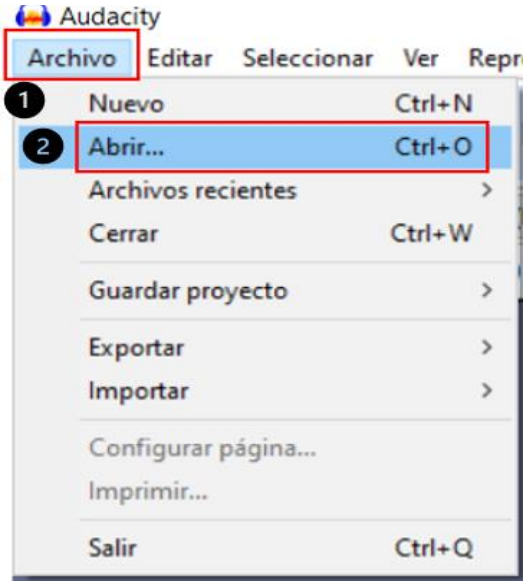 Audacity
Archivo Editar Seleccionar Ver Repr
1
Nuevo Ctrl+N
2 Abrir... Ctrl+O
Archivos recientes >
Cerrar Ctrl+W
Guardar proyecto >
Exportar >
Importar >
Configurar página...
Imprimir...
Salir Ctrl+Q